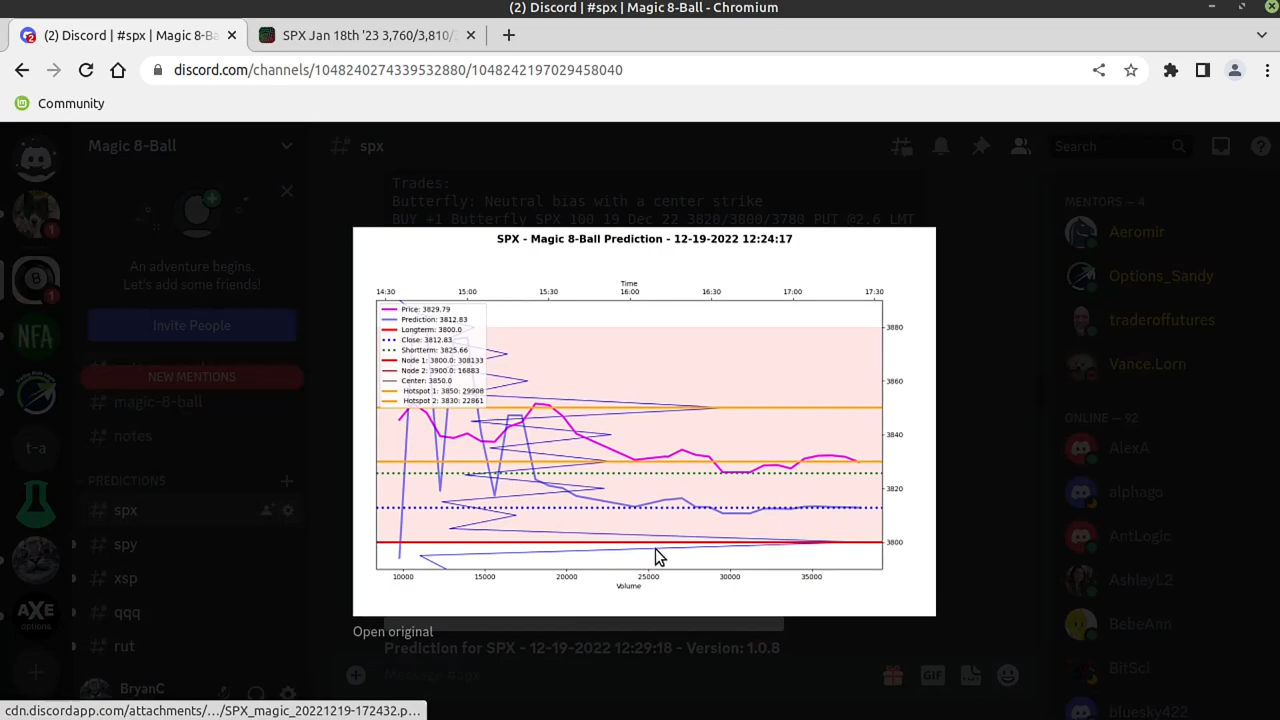 (2) Discord | #spx | Magic 8-Ball - Chromium
(2) Discord | #spx | Magic 8-Ba
SPX Jan 18th '23 3,760/3,810/
discord.com/channels/1048240274339532880/1048242197029458040
Community
Magic 8-Ball
An adventure begins.
Let's add some friends!
Invite People
NEW MENTIONS
magic-8-ball
notes
PREDICTIONS
spx
spy
xsp
qqq
rut
BryanC
NFA
t-a
AXE
options
spx
Search
Trades:
Butterfly: Neutral bias with a center strike
BUY +1 Butterfly SPX 100 19 Dec 22 3820/3800/3780 PUT @2.6 LMT
SPX - Magic 8-Ball Prediction - 12-19-2022 12:24:17
Time
14:30 15:00 15:30 16:00 16:30 17:00 17:30
Price: 3829.79
Prediction: 3812.83
Longterm: 3800.0
Close: 3812.83
Shortterm: 3825.66
Node 1: 3800.0: 308133
Node 2: 3900.0: 16883
Center: 3850.0
Hotspot 1: 3850: 29908
Hotspot 2: 3830: 22861
3880
3860
3840
3820
3800
10000 15000 20000 25000 30000 35000
Volume
Open original
Prediction for SPX - 12-19-2022 12:29:18 - Version: 1.0.8
Message #spx
GIF
MENTORS — 4
Aeromir
Options_Sandy
traderoffutures
Vance.Lorn
ONLINE — 92
AlexA
alphago
AntLogic
AshleyL2
BebeAnn
BitSci
bluesky422
cdn.discordapp.com/attachments/.../SPX_magic_20221219-172432.p...